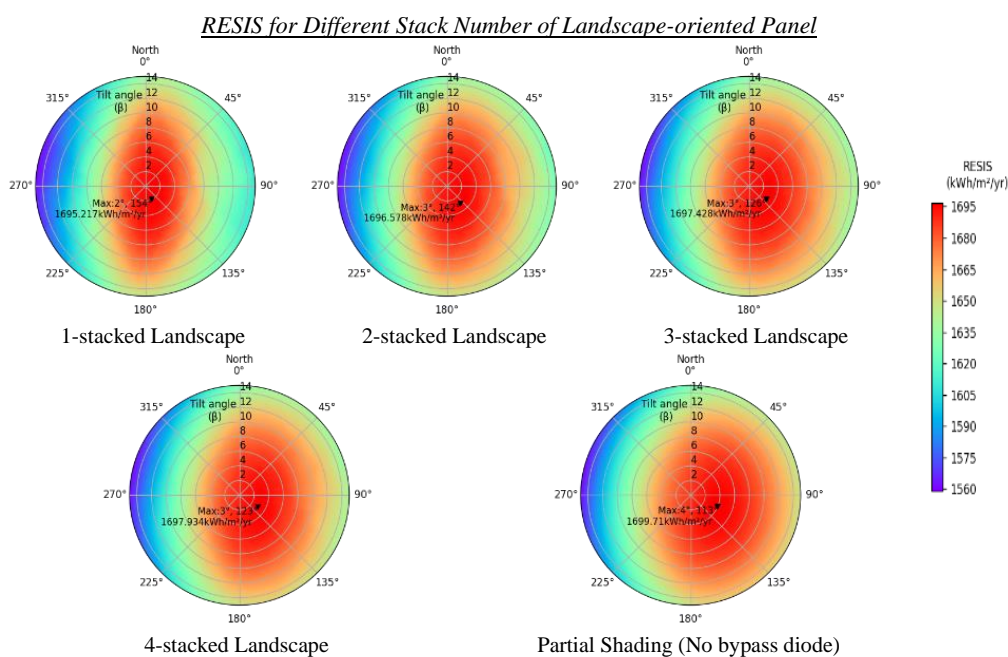 RESIS for Different Stack Number of Landscape-oriented Panel
North
0°
14
Tilt angle 12
(β) 10
8
6
4
2
315°
45°
270°
90°
Max:2°, 154°
1695.217kWh/m²/yr
225°
135°
180°
1-stacked Landscape
North
0°
14
Tilt angle 12
(β) 10
8
6
4
2
315°
45°
270°
90°
Max:3°, 142°
1696.578kWh/m²/yr
225°
135°
180°
2-stacked Landscape
North
0°
14
Tilt angle 12
(β) 10
8
6
4
2
315°
45°
270°
90°
Max:3°,
1697.428kWh/m²/yr
225°
135°
180°
3-stacked Landscape
RESIS
(kWh/m²/yr)
1695
1680
1665
1650
1635
1620
1605
1590
1575
1560
North
0°
14
Tilt angle 12
(β) 10
8
6
4
2
315°
45°
270°
90°
Max:3°, 123°
1697.934kWh/m²/yr
225°
135°
180°
4-stacked Landscape
North
0°
14
Tilt angle 12
(β) 10
8
6
4
2
315°
45°
270°
90°
Max:4°, 113°
1699.71kWh/m²/yr
225°
135°
180°
Partial Shading (No bypass diode)